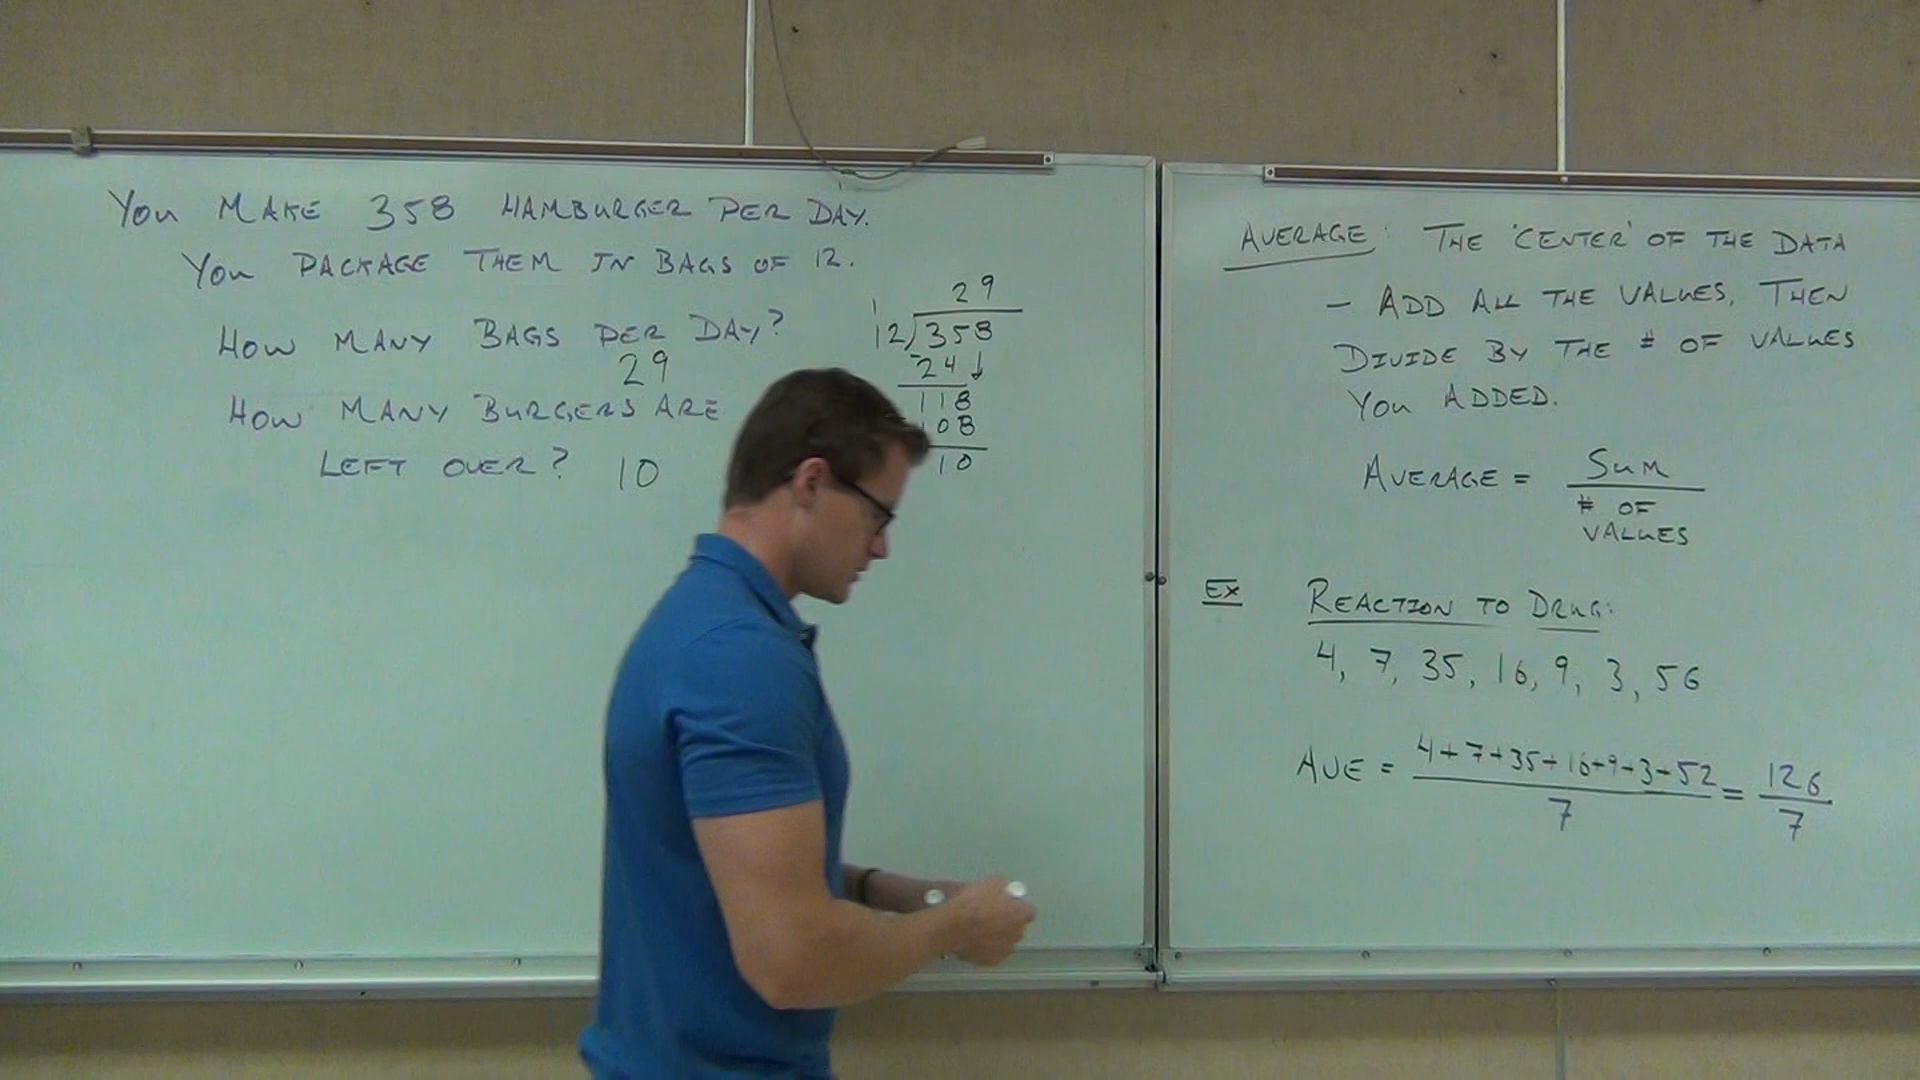 You MAKE 358 HAMBURGER PER DAY.
You PACKAGE THEM IN BAGS OF 12.
HOW MANY BAGS PER DAY?
29
HOW MANY BURGERS ARE
LEFT OVER? 10
29
1
12)358
-24↓
118
108
10
AVERAGE: THE 'CENTER' OF THE DATA
- ADD ALL THE VALUES, THEN
DIVIDE BY THE # OF VALUES
YOU ADDED.
AVERAGE = SUM
# OF
VALUES
EX REACTION TO DRUG:
4, 7, 35, 16, 9, 3, 56
AVE = 4+7+35+16+9+3+52 = 126
7 7